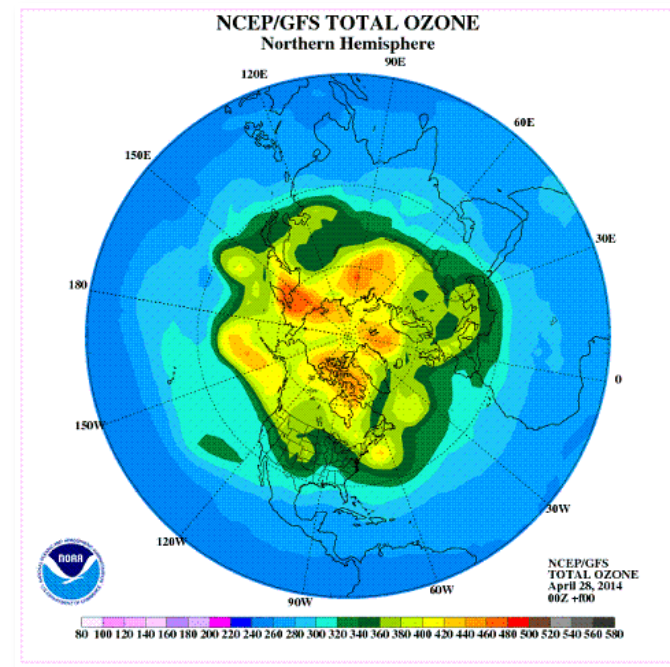 NCEP/GFS TOTAL OZONE
Northern Hemisphere
90E
120E
60E
150E
30E
180
0
150W
30W
120W
60W
90W
NOAA
NCEP/GFS
TOTAL OZONE
April 28, 2014
00Z +f00
80 100 120 140 160 180 200 220 240 260 280 300 320 340 360 380 400 420 440 460 480 500 520 540 560 580